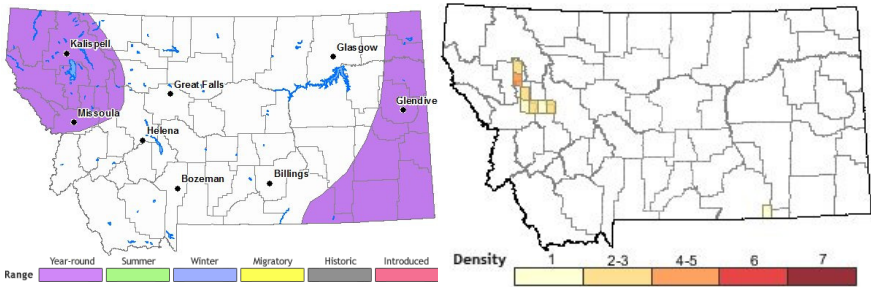 Kalispell
Glasgow
Great Falls
Glendive
Missoula
Helena
Bozeman
Billings
Range Year-round Summer Winter Migratory Historic Introduced
Density 1 2-3 4-5 6 7